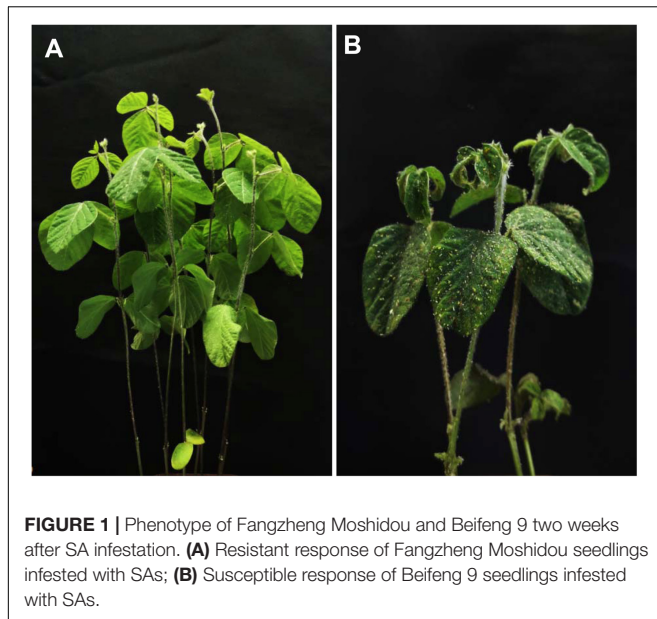 A
B
FIGURE 1 | Phenotype of Fangzheng Moshidou and Beifeng 9 two weeks
after SA infestation. (A) Resistant response of Fangzheng Moshidou seedlings
infested with SAs; (B) Susceptible response of Beifeng 9 seedlings infested
with SAs.